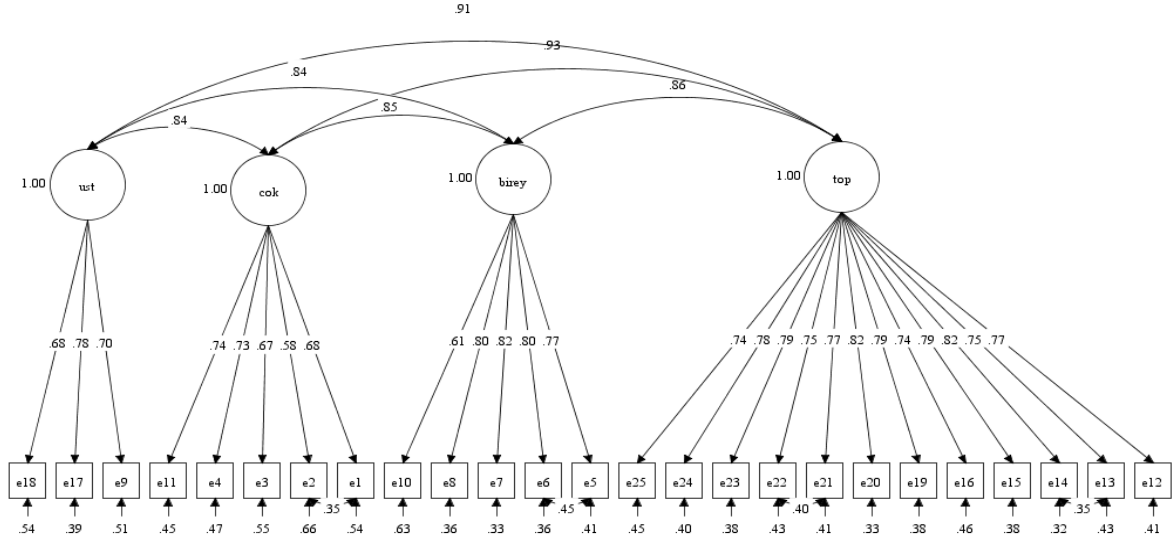 .91
.93
.84
.86
.85
.84
1.00 ust 1.00 cok 1.00 birey 1.00 top
.68 .78 .70 .74 .73 .67 .58 .68 .61 .80 .82 .80 .77 .74 .78 .79 .75 .77 .82 .79 .74 .79 .82 .75 .77
e18 e17 e9 e11 e4 e3 e2 e1 e10 e8 e7 e6 e5 e25 e24 e23 e22 e21 e20 e19 e16 e15 e14 e13 e12
.35 .45 .40 .35
.54 .39 .51 .45 .47 .55 .66 .54 .63 .36 .33 .36 .41 .45 .40 .38 .43 .41 .33 .38 .46 .38 .32 .43 .41